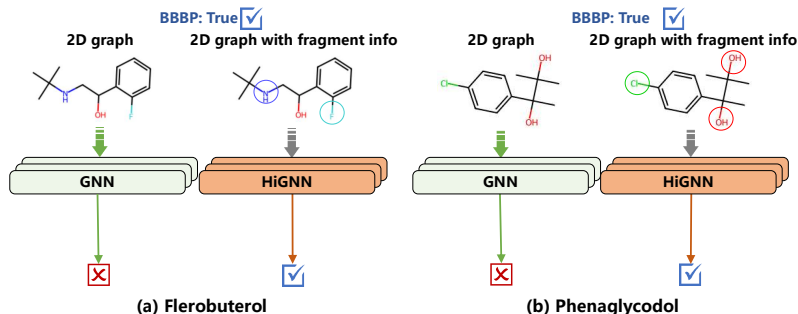 BBBP: True
2D graph
2D graph with fragment info
N
H
OH
F
N
H
OH
F
GNN
HiGNN
(a) Flerobuterol
BBBP: True
2D graph
2D graph with fragment info
Cl
OH
OH
Cl
OH
OH
GNN
HiGNN
(b) Phenaglycodol